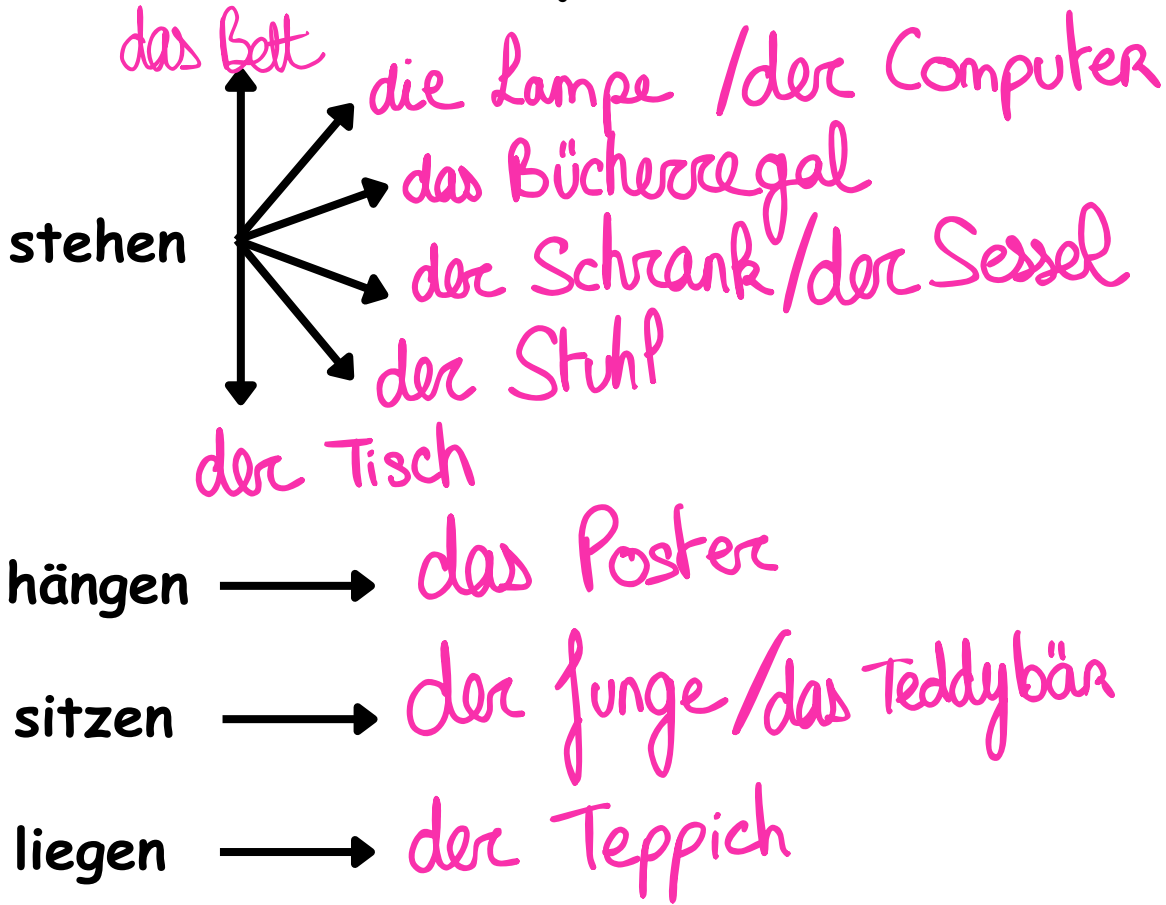 das Bett
die Lampe / der Computer
das Bücherregal
stehen
der Schrank / der Sessel
der Stuhl
der Tisch
hängen das Poster
sitzen der Junge / das Teddybär
liegen der Teppich